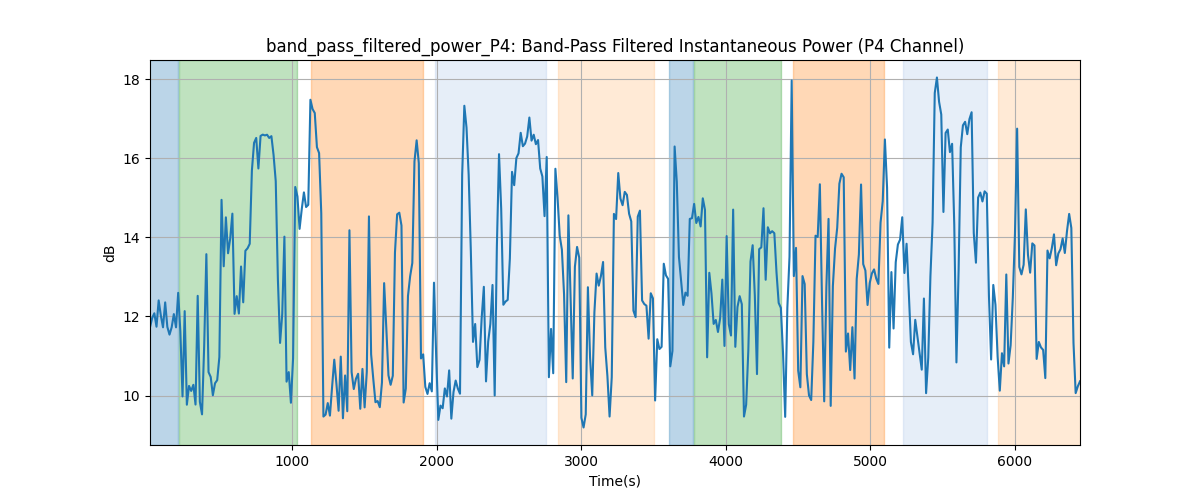 band_pass_filtered_power_P4: Band-Pass Filtered Instantaneous Power (P4 Channel)
dB
18
16
14
12
10
1000 2000 3000 4000 5000 6000
Time(s)